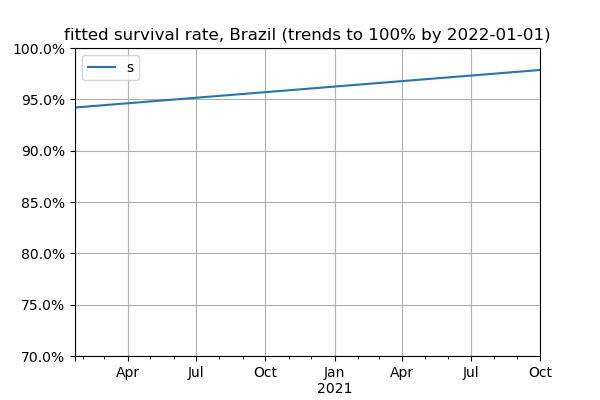 fitted survival rate, Brazil (trends to 100% by 2022-01-01)
100.0%
s
95.0%
90.0%
85.0%
80.0%
75.0%
70.0%
Apr Jul Oct Jan Apr Jul Oct
2021